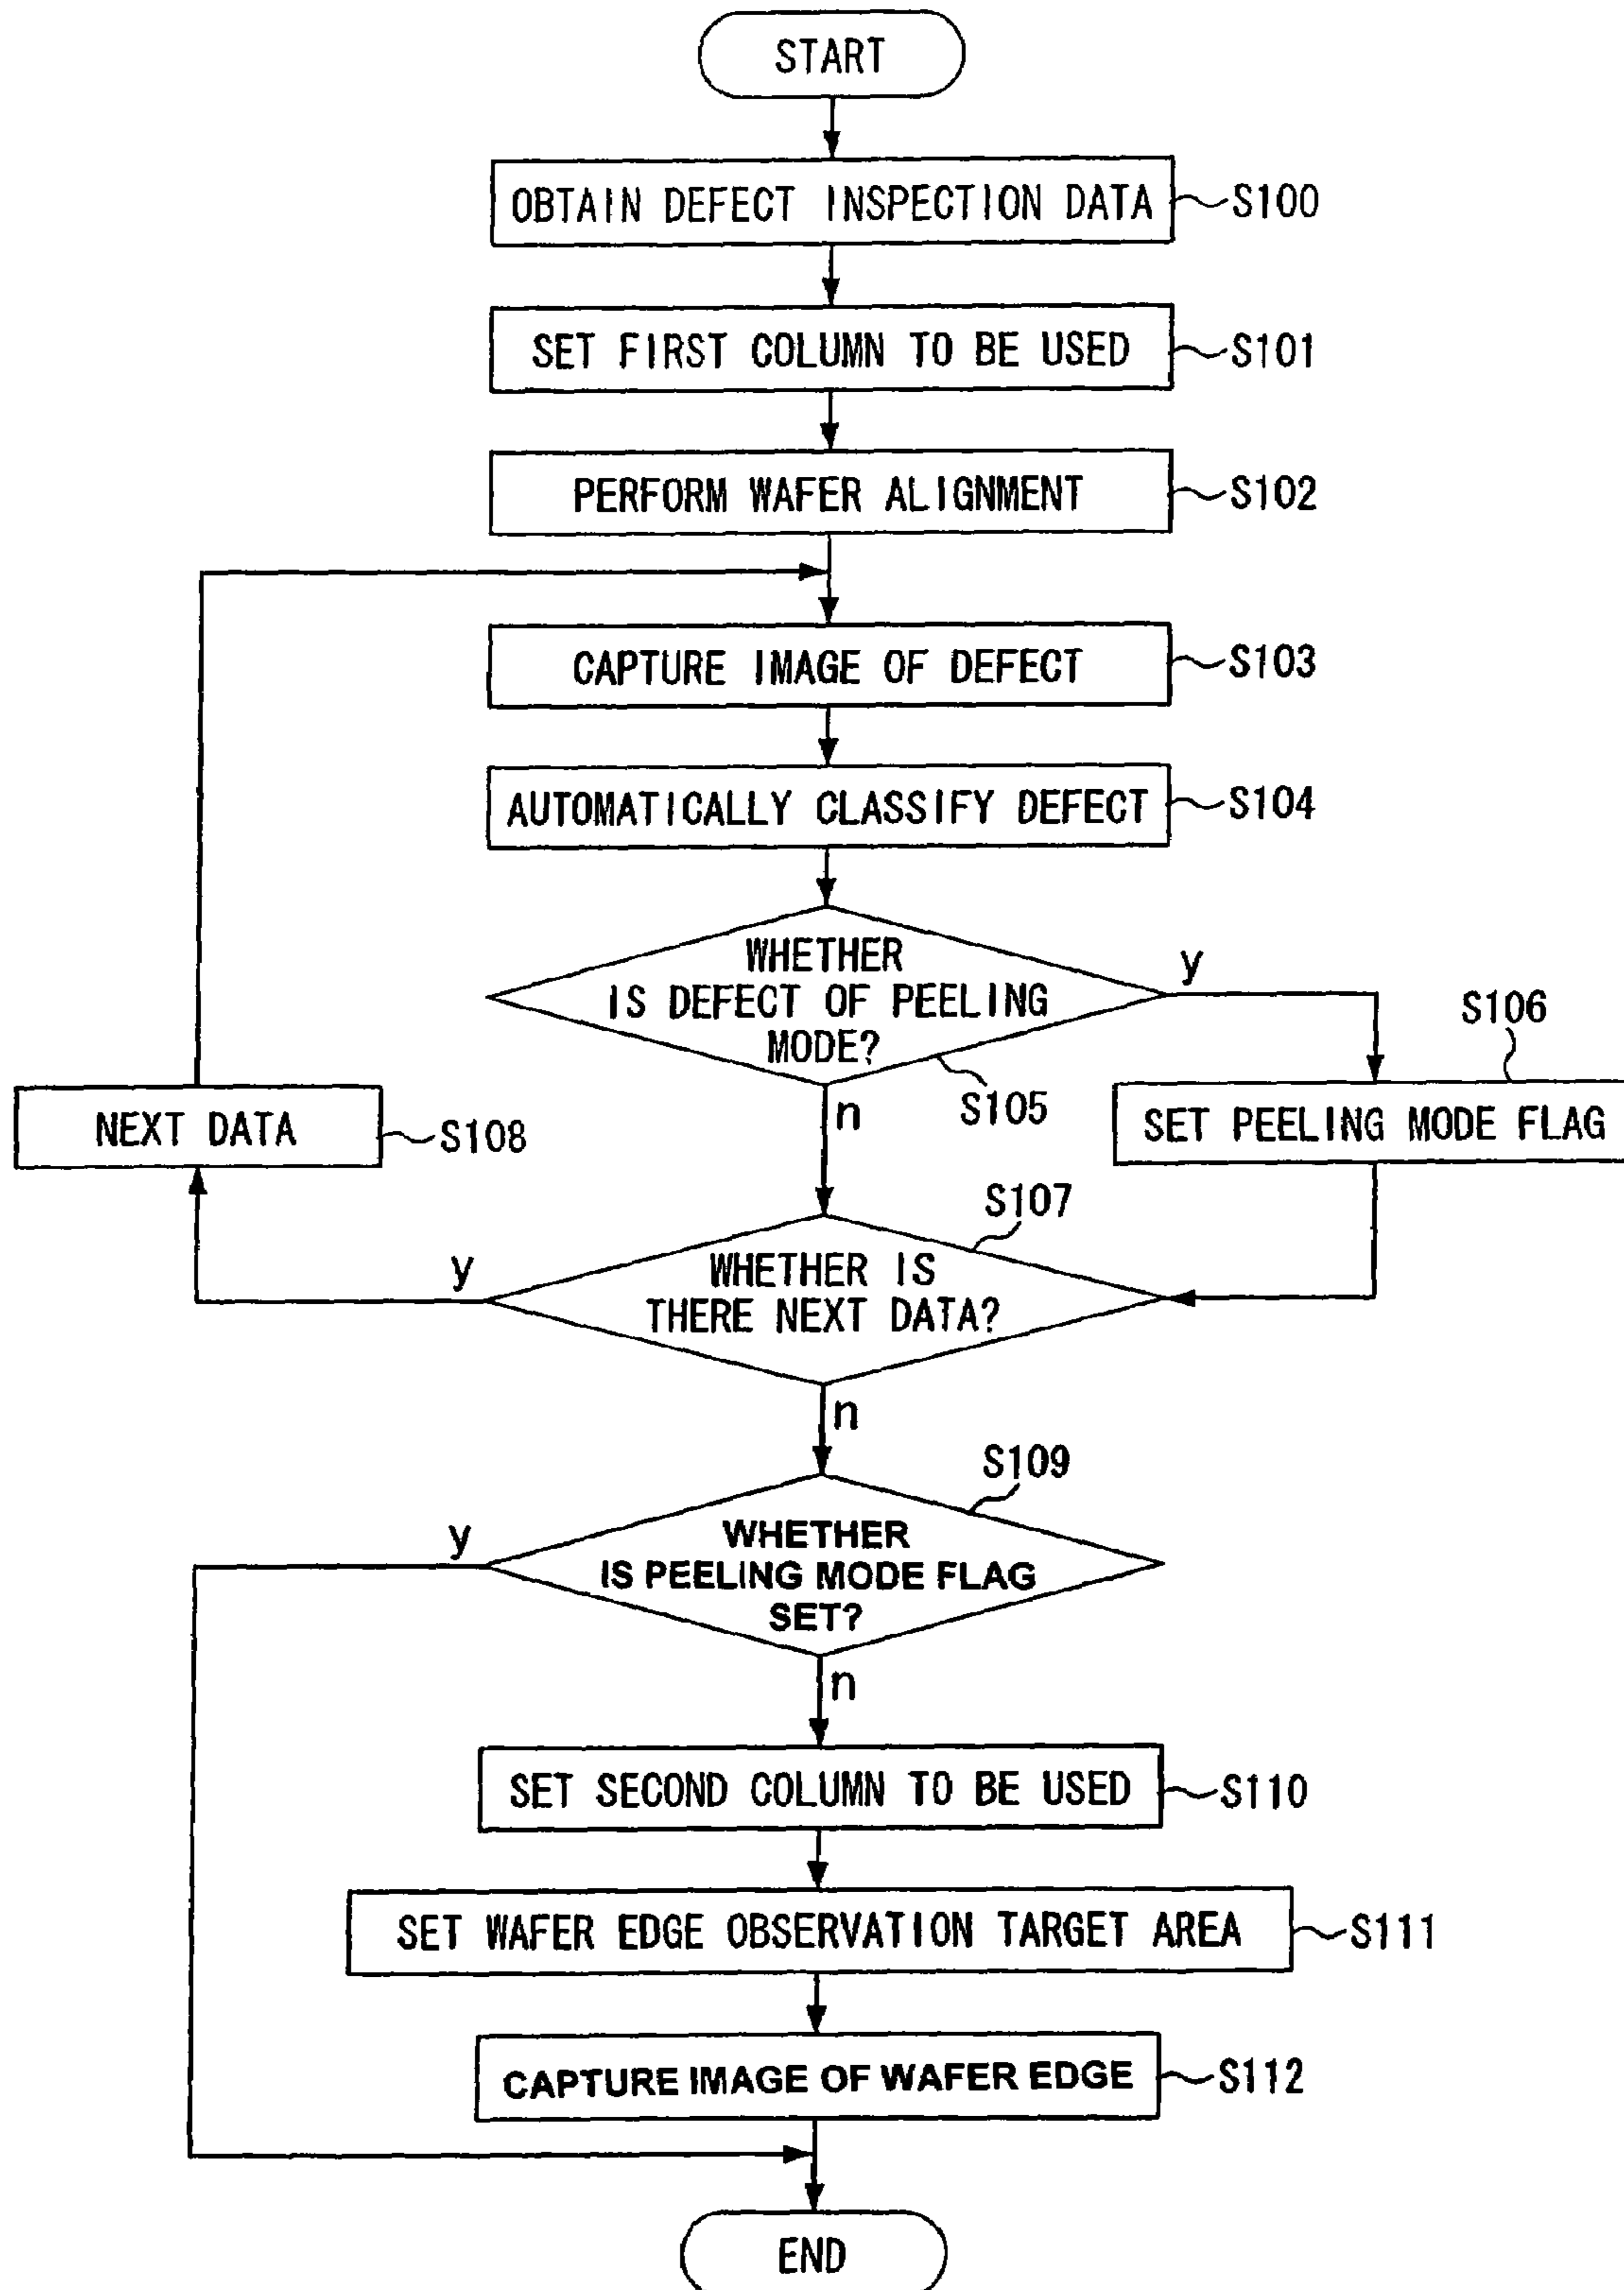 START
OBTAIN DEFECT INSPECTION DATA
S100
SET FIRST COLUMN TO BE USED
S101
PERFORM WAFER ALIGNMENT
S102
CAPTURE IMAGE OF DEFECT
S103
AUTOMATICALLY CLASSIFY DEFECT
S104
WHETHER
IS DEFECT OF PEELING
MODE?
y
S106
S105
n
SET PEELING MODE FLAG
NEXT DATA
S108
S107
WHETHER IS
THERE NEXT DATA?
y
n
S109
WHETHER
IS PEELING MODE FLAG
SET?
y
n
SET SECOND COLUMN TO BE USED
S110
SET WAFER EDGE OBSERVATION TARGET AREA
S111
CAPTURE IMAGE OF WAFER EDGE
S112
END